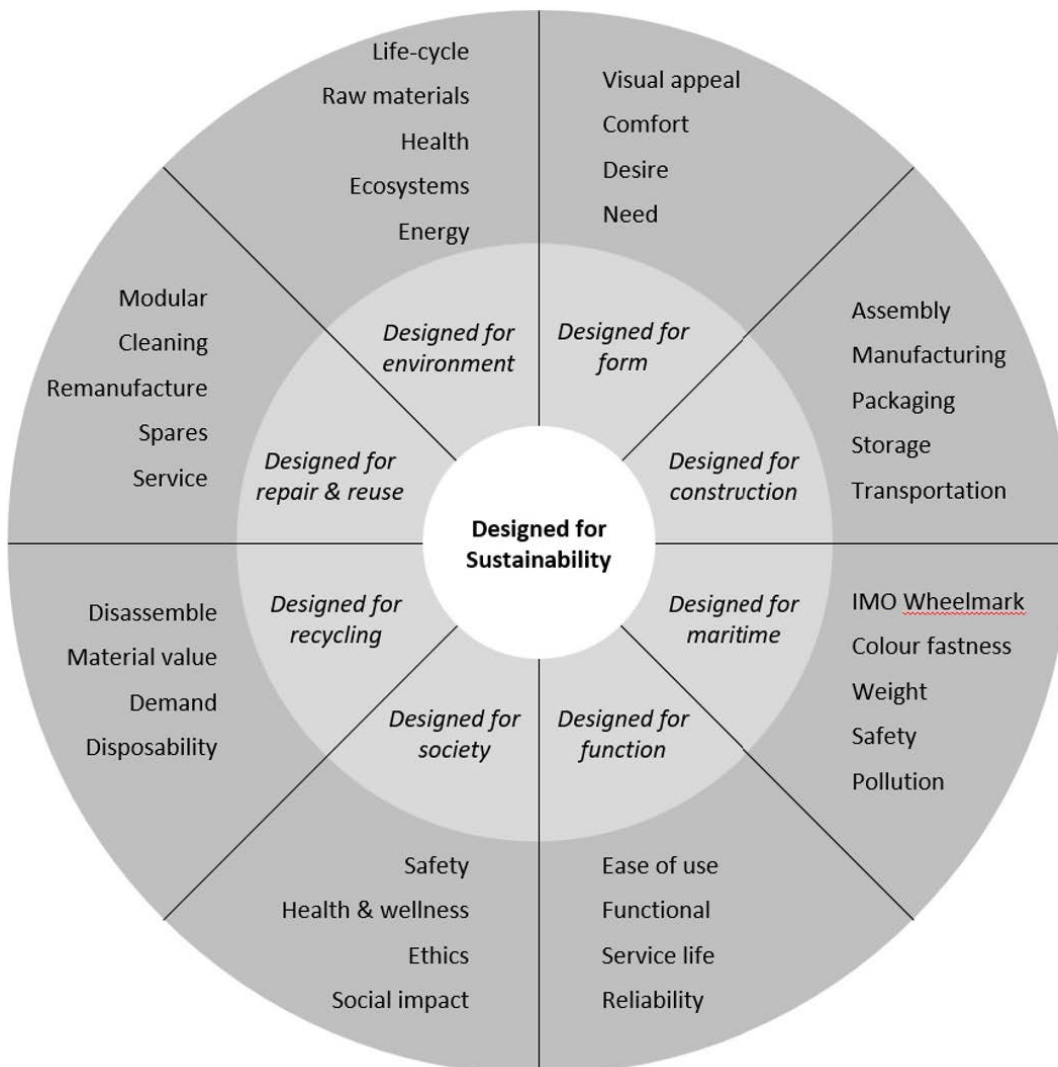 Life-cycle
Raw materials
Health
Ecosystems
Energy
Designed for
environment
Visual appeal
Comfort
Desire
Need
Designed for
form
Assembly
Manufacturing
Packaging
Storage
Transportation
Designed for
construction
IMO Wheelmark
Colour fastness
Weight
Safety
Pollution
Designed for
maritime
Ease of use
Functional
Service life
Reliability
Designed for
function
Safety
Health & wellness
Ethics
Social impact
Designed for
society
Disassemble
Material value
Demand
Disposability
Designed for
recycling
Modular
Cleaning
Remanufacture
Spares
Service
Designed for
repair & reuse
Designed for
Sustainability